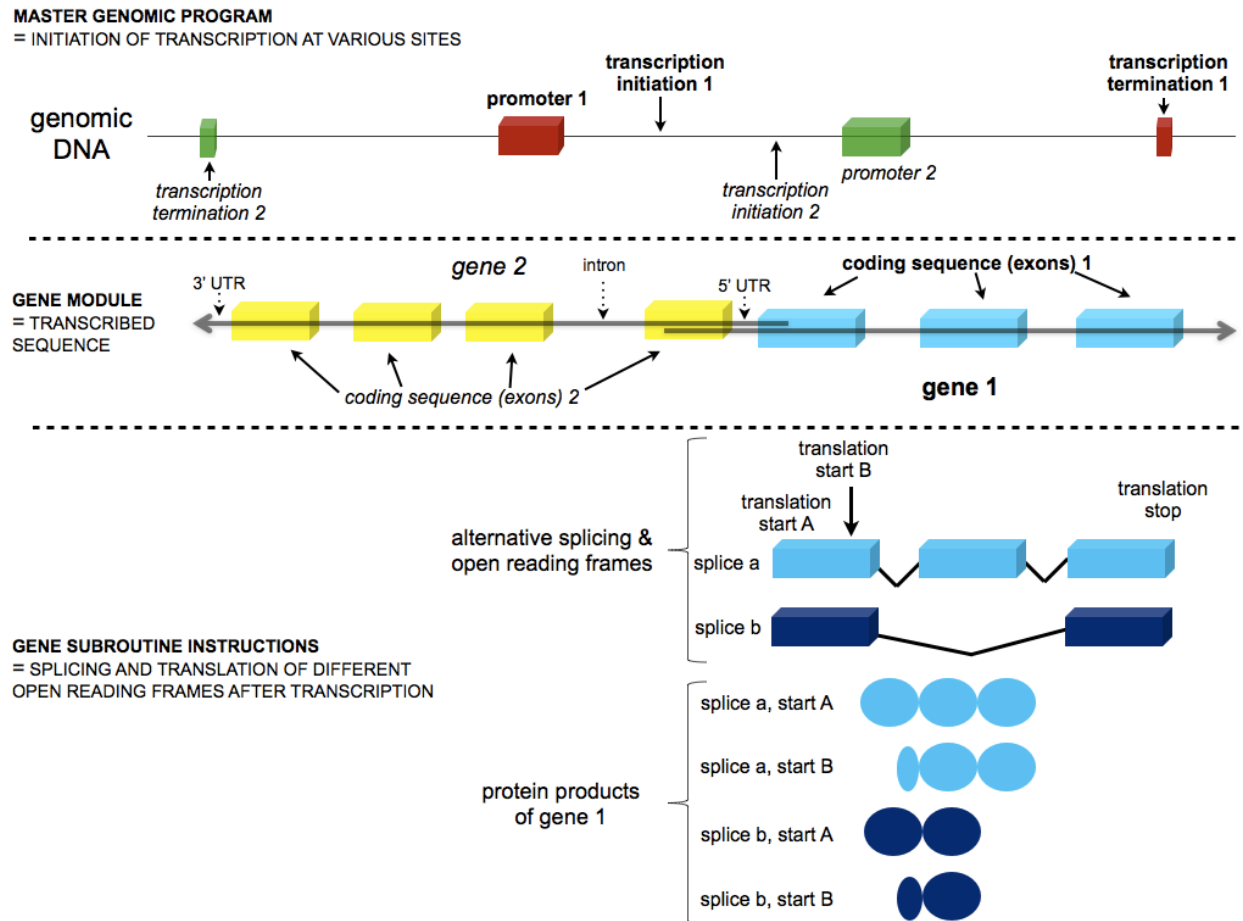 MASTER GENOMIC PROGRAM
= INITIATION OF TRANSCRIPTION AT VARIOUS SITES
genomic
DNA
promoter 1
transcription
initiation 1
transcription
termination 1
transcription
termination 2
transcription
initiation 2
promoter 2
GENE MODULE
= TRANSCRIBED
SEQUENCE
3' UTR
gene 2
intron
5' UTR
coding sequence (exons) 1
coding sequence (exons) 2
gene 1
GENE SUBROUTINE INSTRUCTIONS
= SPLICING AND TRANSLATION OF DIFFERENT
OPEN READING FRAMES AFTER TRANSCRIPTION
alternative splicing &
open reading frames
translation
start B
translation
start A
translation
stop
splice a
splice b
protein products
of gene 1
splice a, start A
splice a, start B
splice b, start A
splice b, start B